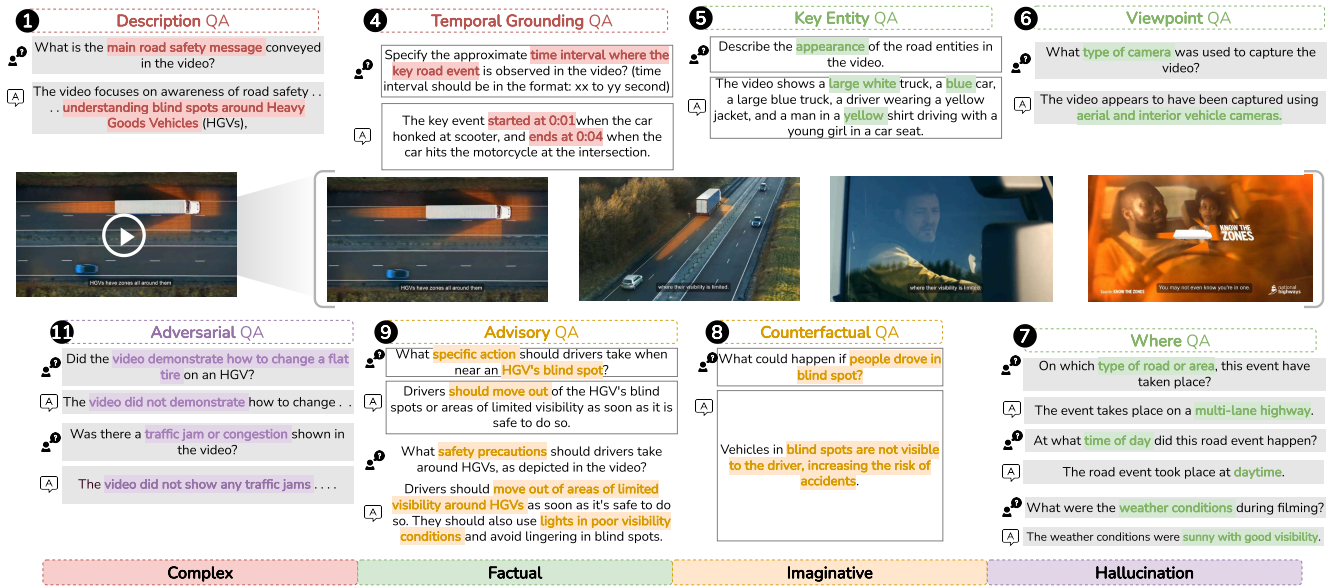 1 Description QA
What is the main road safety message conveyed
in the video?
A
The video focuses on awareness of road safety . .
. . understanding blind spots around Heavy
Goods Vehicles (HGVs),
4 Temporal Grounding QA
Specify the approximate time interval where the
key road event is observed in the video? (time
interval should be in the format: xx to yy second)
A
The key event started at 0:01when the car
honked at scooter, and ends at 0:04 when the
car hits the motorcycle at the intersection.
5 Key Entity QA
Describe the appearance of the road entities in
the video.
A
The video shows a large white truck, a blue car,
a large blue truck, a driver wearing a yellow
jacket, and a man in a yellow shirt driving with a
young girl in a car seat.
6 Viewpoint QA
What type of camera was used to capture the
video?
A
The video appears to have been captured using
aerial and interior vehicle cameras.
HGVs have zones all around them
HGVs have zones all around them
where their visibility is limited.
where their visibility is limited.
KNOW THE
ZONES
You may not even know you're in one.
Search: KNOW THE ZONES
national
highways
11 Adversarial QA
Did the video demonstrate how to change a flat
tire on an HGV?
A
The video did not demonstrate how to change . .
Was there a traffic jam or congestion shown in
the video?
A
The video did not show any traffic jams . . . .
9 Advisory QA
What specific action should drivers take when
near an HGV's blind spot?
A
Drivers should move out of the HGV's blind
spots or areas of limited visibility as soon as it is
safe to do so.
What safety precautions should drivers take
around HGVs, as depicted in the video?
A
Drivers should move out of areas of limited
visibility around HGVs as soon as it's safe to do
so. They should also use lights in poor visibility
conditions and avoid lingering in blind spots.
8 Counterfactual QA
What could happen if people drove in
blind spot?
A
Vehicles in blind spots are not visible
to the driver, increasing the risk of
accidents.
7 Where QA
On which type of road or area, this event have
taken place?
A
The event takes place on a multi-lane highway.
At what time of day did this road event happen?
A
The road event took place at daytime.
What were the weather conditions during filming?
A
The weather conditions were sunny with good visibility.
Complex
Factual
Imaginative
Hallucination